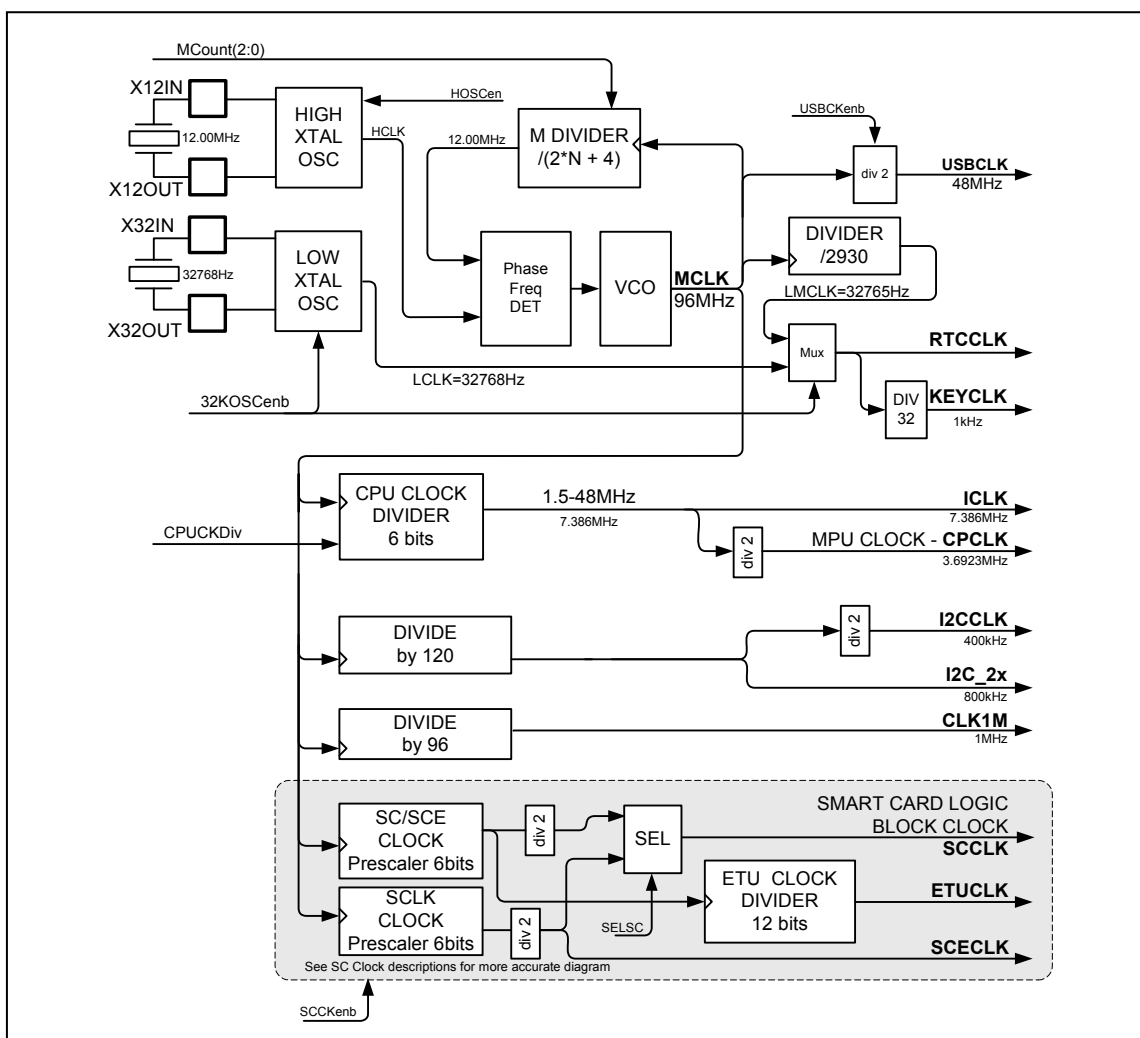 MCount(2:0)
X12IN
12.00MHz
X12OUT
HIGH
XTAL
OSC
HOSCen
HCLK
12.00MHz
M DIVIDER
/(2*N + 4)
USBCKenb
div 2
USBCLK
48MHz
X32IN
32768Hz
X32OUT
LOW
XTAL
OSC
Phase
Freq
DET
VCO
MCLK
96MHz
DIVIDER
/2930
LMCLK=32765Hz
Mux
RTCCLK
LCLK=32768Hz
32KOSCenb
DIV
32
KEYCLK
1kHz
CPU CLOCK
DIVIDER
6 bits
CPUCKDiv
1.5-48MHz
7.386MHz
ICLK
7.386MHz
div 2
MPU CLOCK - CPCLK
3.6923MHz
DIVIDE
by 120
div 2
I2CCLK
400kHz
I2C_2x
800kHz
DIVIDE
by 96
CLK1M
1MHz
SC/SCE
CLOCK
Prescaler 6bits
div 2
SEL
SMART CARD LOGIC
BLOCK CLOCK
SCCLK
SCLK
CLOCK
Prescaler 6bits
div 2
SELSC
ETU CLOCK
DIVIDER
12 bits
ETUCLK
SCECLK
See SC Clock descriptions for more accurate diagram
SCCKenb